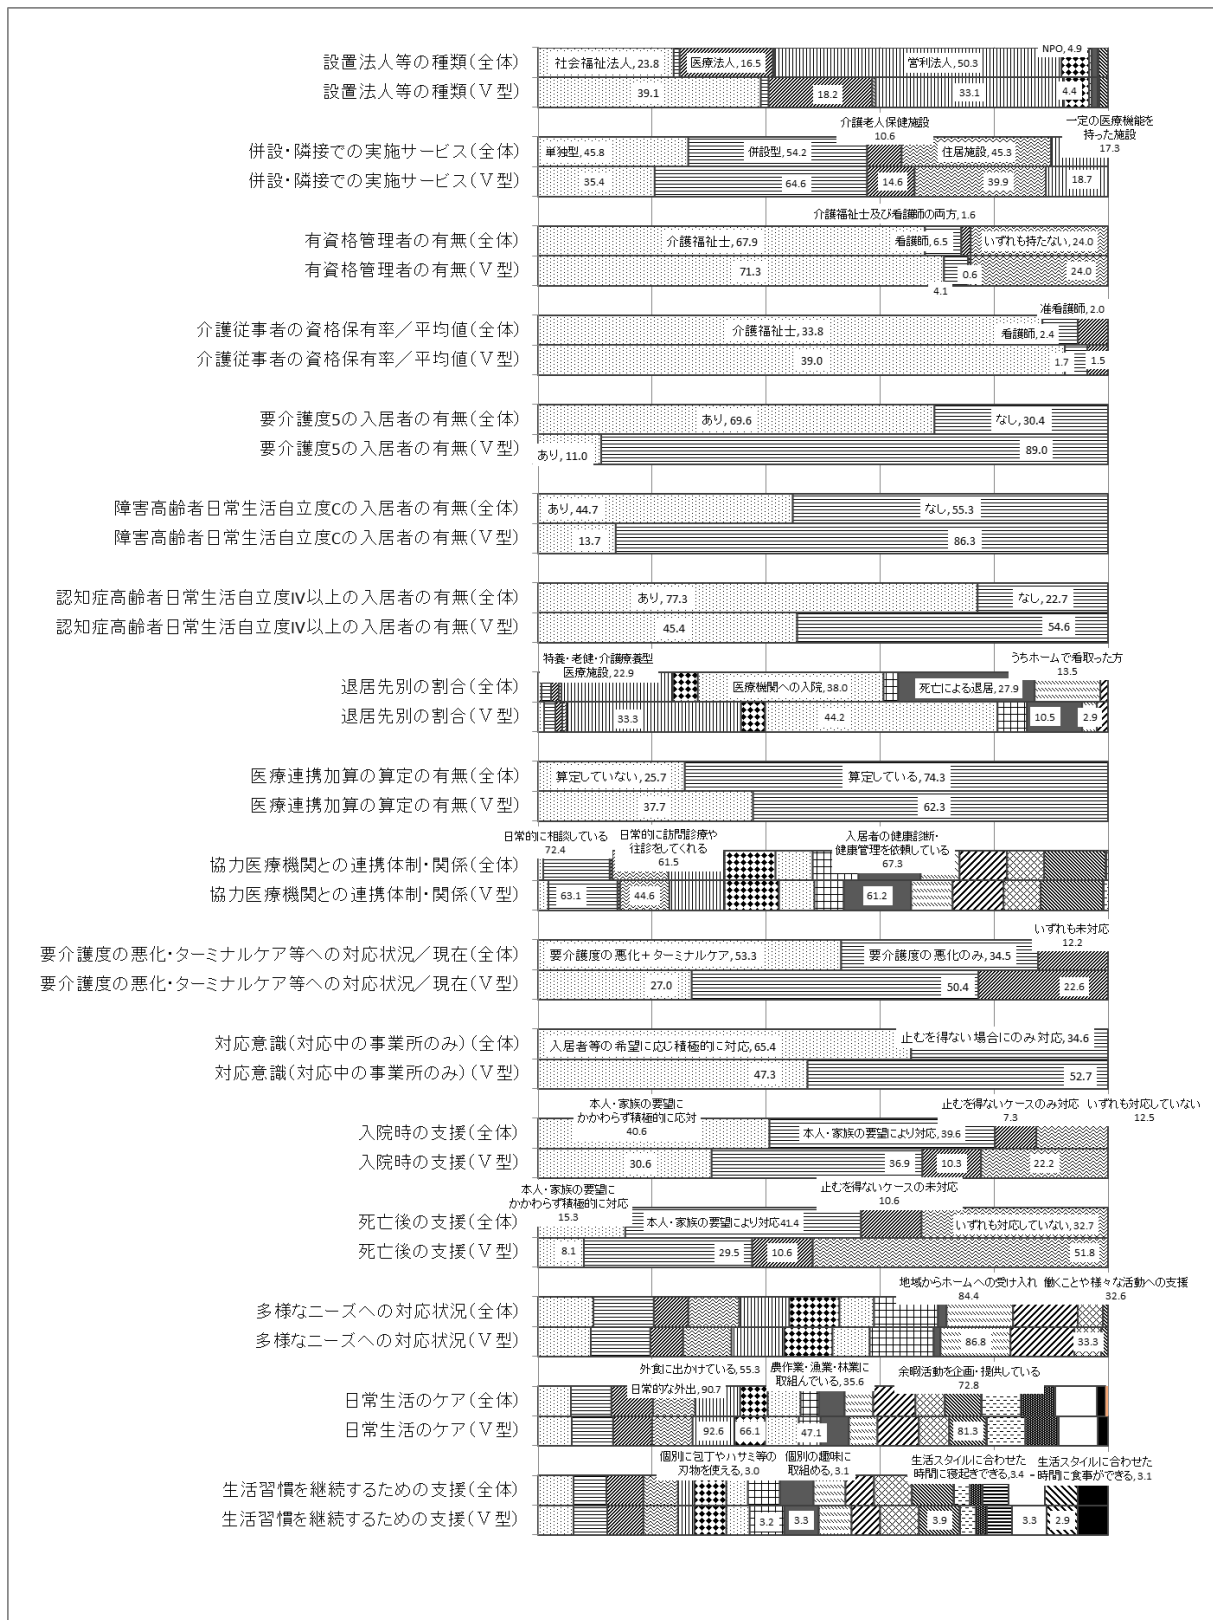 設置法人等の種類(全体)
社会福祉法人, 23.8
医療法人, 16.5
営利法人, 50.3
NPO, 4.9
設置法人等の種類(Ⅴ型)
39.1
18.2
33.1
4.4
併設・隣接での実施サービス(全体)
単独型, 45.8
併設型, 54.2
介護老人保健施設
10.6
住居施設, 45.3
一定の医療機能を
持った施設
17.3
併設・隣接での実施サービス(Ⅴ型)
35.4
64.6
14.6
39.9
18.7
有資格管理者の有無(全体)
介護福祉士, 67.9
看護師, 6.5
介護福祉士及び看護師の両方, 1.6
いずれも持たない, 24.0
有資格管理者の有無(Ⅴ型)
71.3
4.1
0.6
24.0
介護従事者の資格保有率/平均値(全体)
介護福祉士, 33.8
看護師, 2.4
准看護師, 2.0
介護従事者の資格保有率/平均値(Ⅴ型)
39.0
1.7
1.5
要介護度5の入居者の有無(全体)
あり, 69.6
なし, 30.4
要介護度5の入居者の有無(Ⅴ型)
あり, 11.0
89.0
障害高齢者日常生活自立度Cの入居者の有無(全体)
あり, 44.7
なし, 55.3
障害高齢者日常生活自立度Cの入居者の有無(Ⅴ型)
13.7
86.3
認知症高齢者日常生活自立度Ⅳ以上の入居者の有無(全体)
あり, 77.3
なし, 22.7
認知症高齢者日常生活自立度Ⅳ以上の入居者の有無(Ⅴ型)
45.4
54.6
退居先別の割合(全体)
特養・老健・介護療養型
医療施設, 22.9
医療機関への入院, 38.0
死亡による退居, 27.9
うちホームで看取った方
13.5
退居先別の割合(Ⅴ型)
33.3
44.2
10.5
2.9
医療連携加算の算定の有無(全体)
算定していない, 25.7
算定している, 74.3
医療連携加算の算定の有無(Ⅴ型)
37.7
62.3
協力医療機関との連携体制・関係(全体)
日常的に相談している
72.4
日常的に訪問診療や
往診をしてくれる
61.5
入居者の健康診断・
健康管理を依頼している
67.3
協力医療機関との連携体制・関係(Ⅴ型)
63.1
44.6
61.2
要介護度の悪化・ターミナルケア等への対応状況/現在(全体)
要介護度の悪化+ターミナルケア, 53.3
要介護度の悪化のみ, 34.5
いずれも未対応
12.2
要介護度の悪化・ターミナルケア等への対応状況/現在(Ⅴ型)
27.0
50.4
22.6
対応意識(対応中の事業所のみ)(全体)
入居者等の希望に応じ積極的に対応, 65.4
止むを得ない場合にのみ対応, 34.6
対応意識(対応中の事業所のみ)(Ⅴ型)
47.3
52.7
入院時の支援(全体)
本人・家族の要望に
かかわらず積極的に応対
40.6
本人・家族の要望により対応, 39.6
止むを得ないケースのみ対応
7.3
いずれも対応していない
12.5
入院時の支援(Ⅴ型)
30.6
36.9
10.3
22.2
死亡後の支援(全体)
本人・家族の要望に
かかわらず積極的に対応
15.3
本人・家族の要望により対応41.4
止むを得ないケースの未対応
10.6
いずれも対応していない, 32.7
死亡後の支援(Ⅴ型)
8.1
29.5
10.6
51.8
多様なニーズへの対応状況(全体)
地域からホームへの受け入れ
84.4
働くことや様々な活動への支援
32.6
多様なニーズへの対応状況(Ⅴ型)
86.8
33.3
日常生活のケア(全体)
日常的な外出, 90.7
外食に出かけている, 55.3
農作業・漁業・林業に
取組んでいる, 35.6
余暇活動を企画・提供している
72.8
日常生活のケア(Ⅴ型)
92.6
66.1
47.1
81.3
生活習慣を継続するための支援(全体)
個別に包丁やハサミ等の
刃物を使える, 3.0
個別の趣味に
取組める, 3.1
生活スタイルに合わせた
時間に寝起きできる, 3.4
生活スタイルに合わせた
時間に食事ができる, 3.1
生活習慣を継続するための支援(Ⅴ型)
3.2
3.3
3.9
3.3
2.9